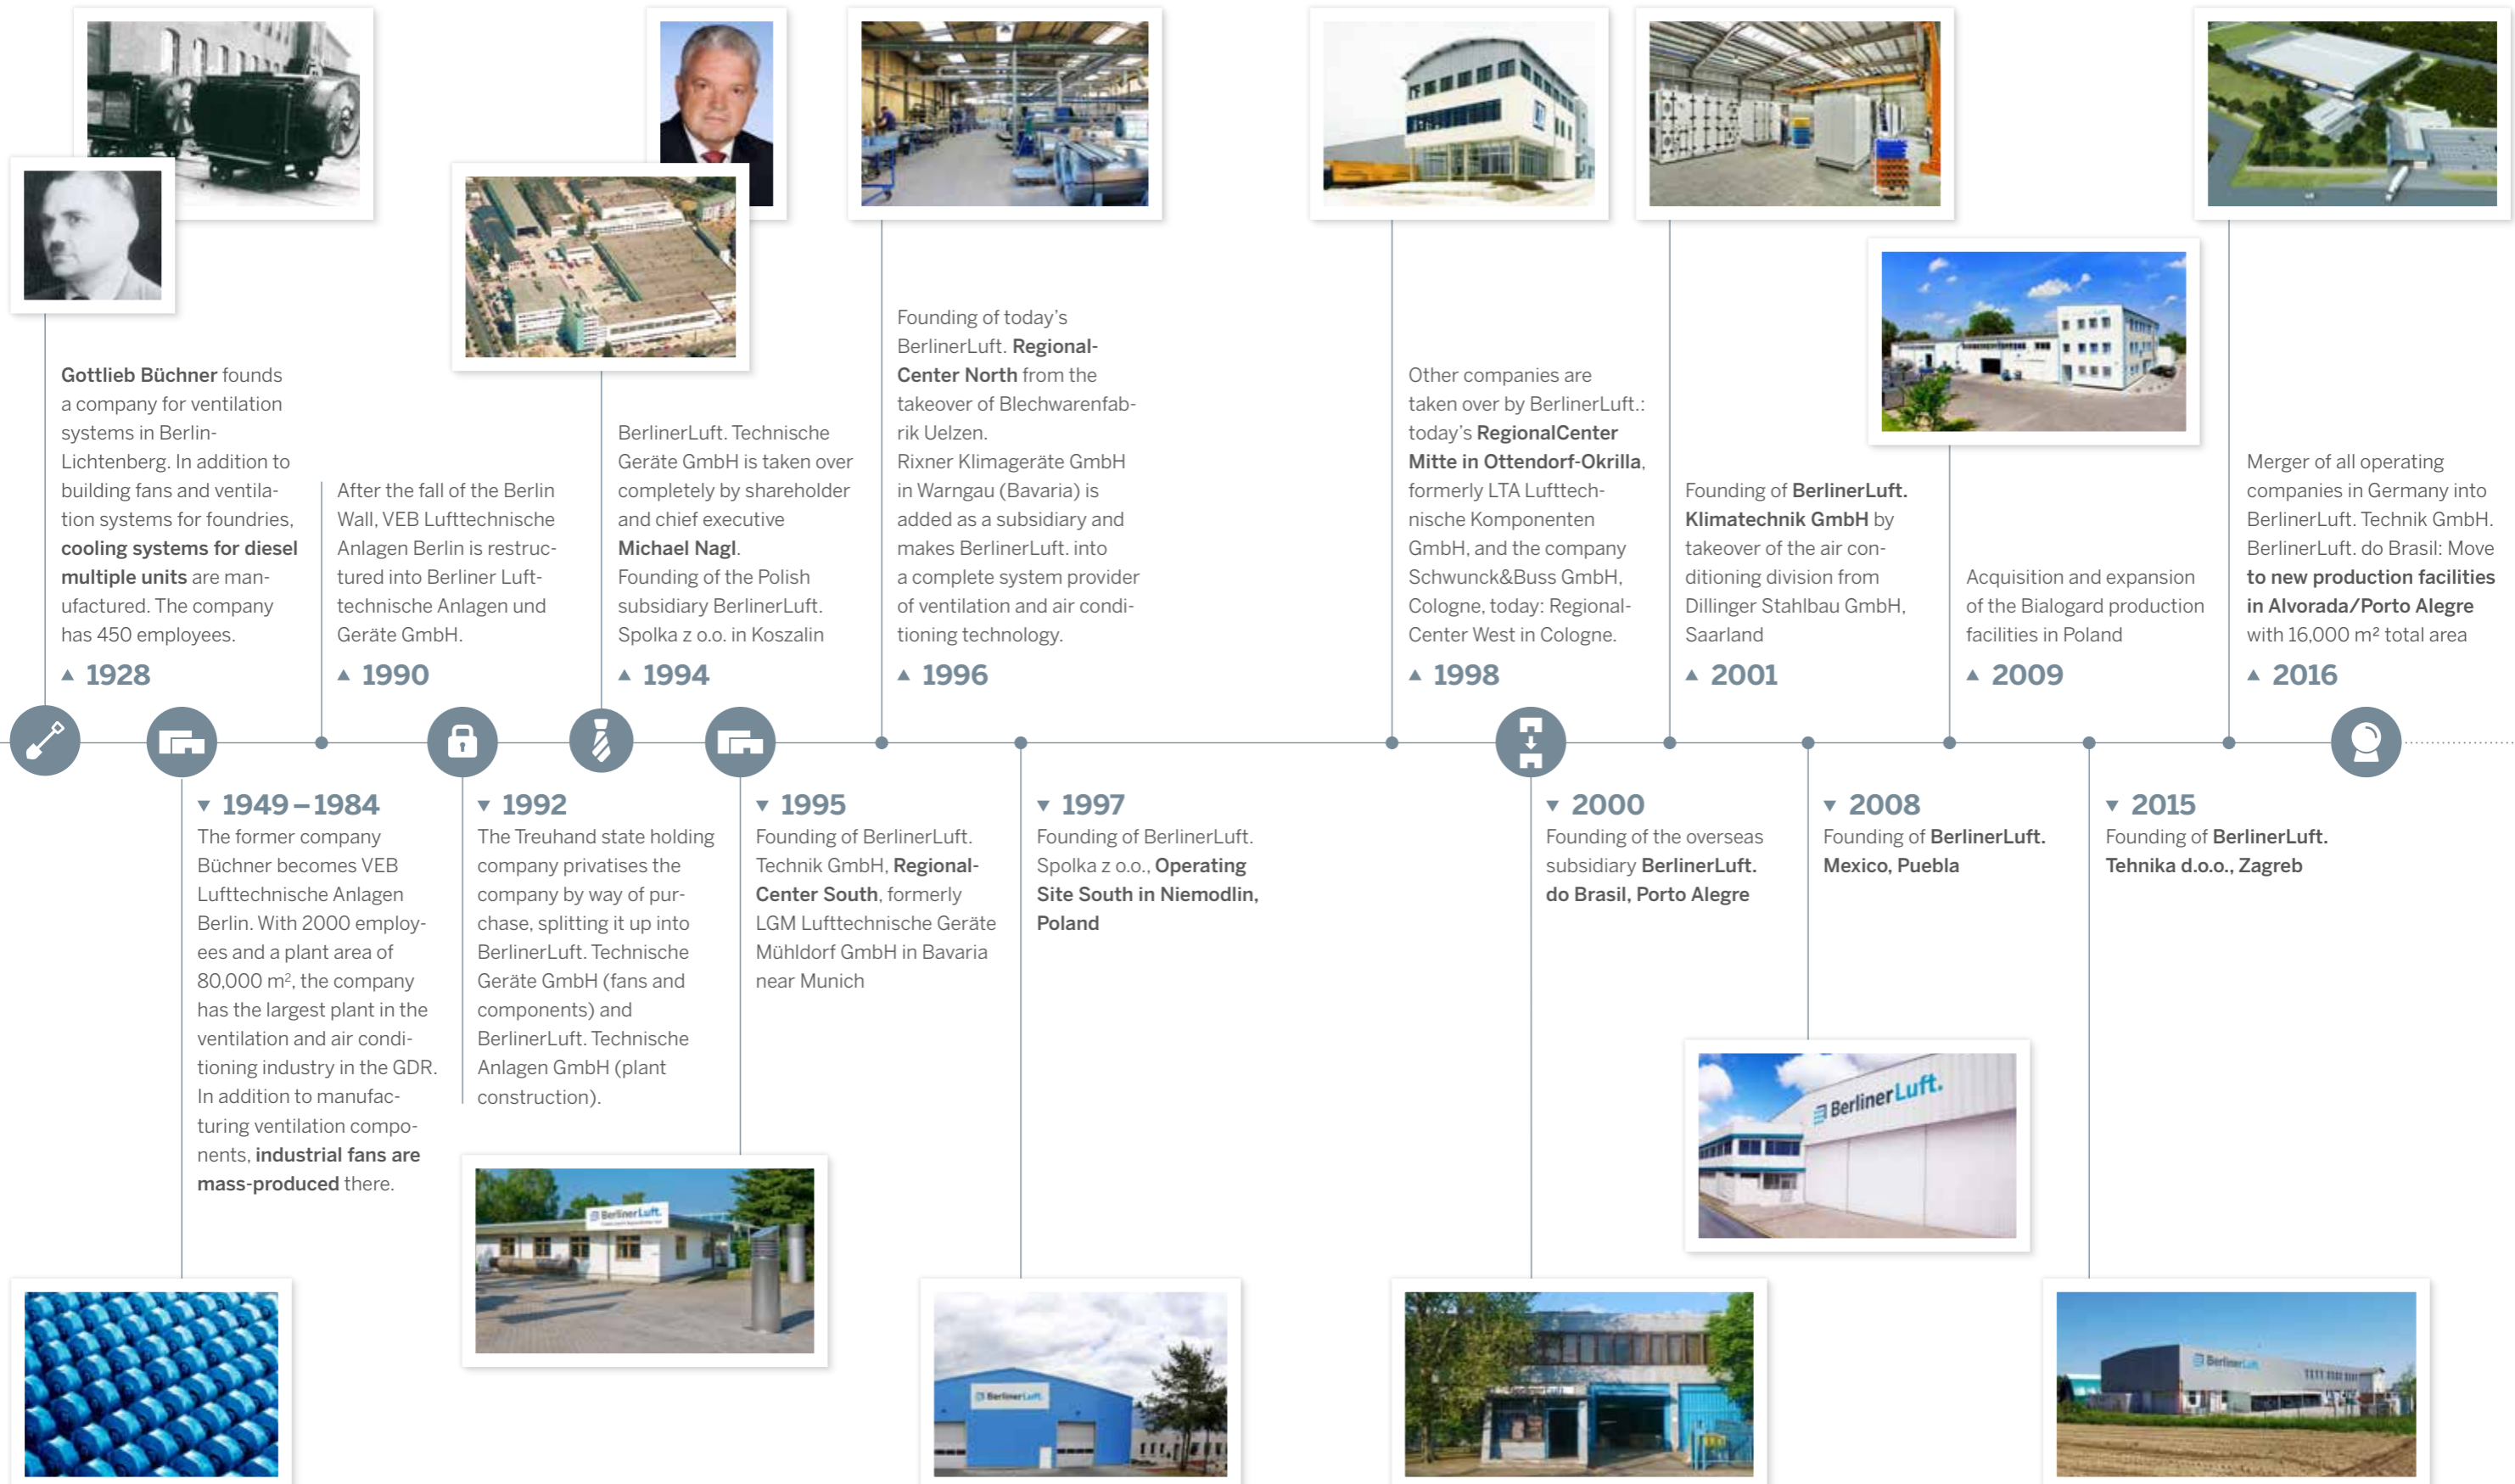 Gottlieb Büchner founds
a company for ventilation
systems in Berlin-
Lichtenberg. In addition to
building fans and ventila-
tion systems for foundries,
cooling systems for diesel
multiple units are man-
ufactured. The company
has 450 employees.
▲ 1928
After the fall of the Berlin
Wall, VEB Lufttechnische
Anlagen Berlin is restruc-
tured into Berliner Luft-
technische Anlagen und
Geräte GmbH.
▲ 1990
BerlinerLuft. Technische
Geräte GmbH is taken over
completely by shareholder
and chief executive
Michael Nagl.
Founding of the Polish
subsidiary BerlinerLuft.
Spolka z o.o. in Koszalin
▲ 1994
Founding of today's
BerlinerLuft. Regional-
Center North from the
takeover of Blechwarenfab-
rik Uelzen.
Rixner Klimageräte GmbH
in Warngau (Bavaria) is
added as a subsidiary and
makes BerlinerLuft. into
a complete system provider
of ventilation and air condi-
tioning technology.
▲ 1996
Other companies are
taken over by BerlinerLuft.:
today's RegionalCenter
Mitte in Ottendorf-Okrilla,
formerly LTA Lufttech-
nische Komponenten
GmbH, and the company
Schwunck&Buss GmbH,
Cologne, today: Regional-
Center West in Cologne.
▲ 1998
Founding of BerlinerLuft.
Klimatechnik GmbH by
takeover of the air con-
ditioning division from
Dillinger Stahlbau GmbH,
Saarland
▲ 2001
Luft
Acquisition and expansion
of the Bialogard production
facilities in Poland
▲ 2009
Merger of all operating
companies in Germany into
BerlinerLuft. Technik GmbH.
BerlinerLuft. do Brasil: Move
to new production facilities
in Alvorada/Porto Alegre
with 16,000 m² total area
▲ 2016
▼ 1949–1984
The former company
Büchner becomes VEB
Lufttechnische Anlagen
Berlin. With 2000 employ-
ees and a plant area of
80,000 m², the company
has the largest plant in the
ventilation and air condi-
tioning industry in the GDR.
In addition to manufac-
turing ventilation compo-
nents, industrial fans are
mass-produced there.
▼ 1992
The Treuhand state holding
company privatises the
company by way of pur-
chase, splitting it up into
BerlinerLuft. Technische
Geräte GmbH (fans and
components) and
BerlinerLuft. Technische
Anlagen GmbH (plant
construction).
▼ 1995
Founding of BerlinerLuft.
Technik GmbH, Regional-
Center South, formerly
LGM Lufttechnische Geräte
Mühldorf GmbH in Bavaria
near Munich
BerlinerLuft.
▼ 1997
Founding of BerlinerLuft.
Spolka z o.o., Operating
Site South in Niemodlin,
Poland
BerlinerLuft.
▼ 2000
Founding of the overseas
subsidiary BerlinerLuft.
do Brasil, Porto Alegre
BerlinerLuft
▼ 2008
Founding of BerlinerLuft.
Mexico, Puebla
BerlinerLuft.
▼ 2015
Founding of BerlinerLuft.
Tehnika d.o.o., Zagreb
BerlinerLuft.